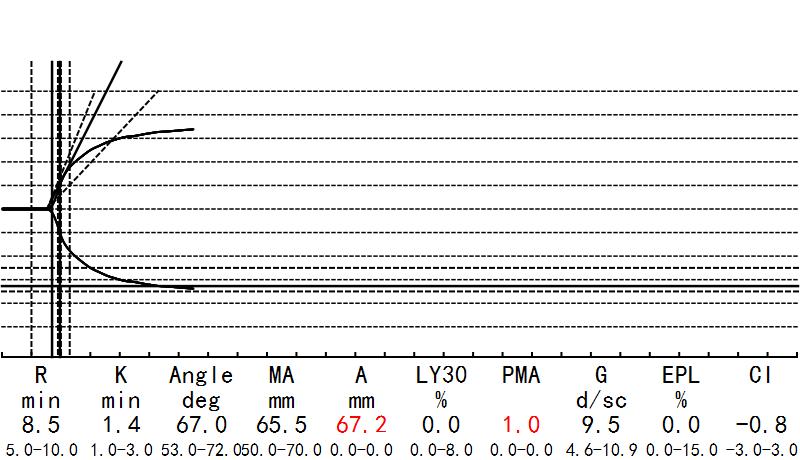 R K Angle MA A LY30 PMA G EPL CI
min min deg mm mm % d/sc %
8.5 1.4 67.0 65.5 67.2 0.0 1.0 9.5 0.0 -0.8
5.0-10.0 1.0-3.0 53.0-72.050.0-70.0 0.0-0.0 0.0-8.0 0.0-0.0 4.6-10.9 0.0-15.0 -3.0-3.0